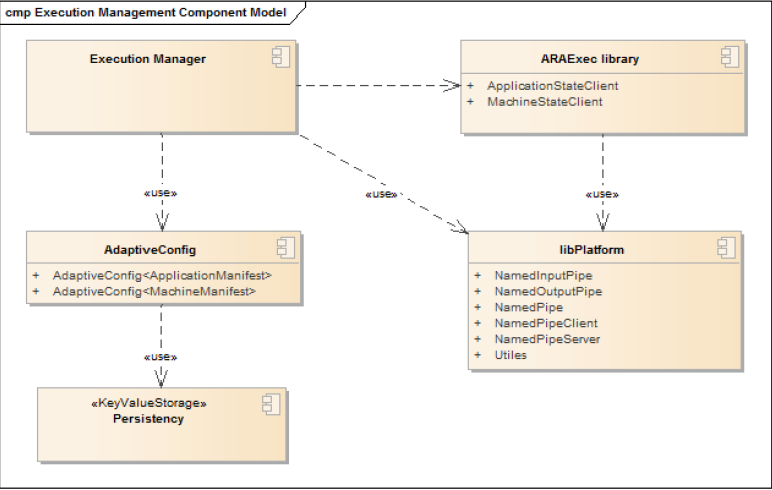 cmp Execution Management Component Model
Execution Manager
ARAExec library
+ ApplicationStateClient
+ MachineStateClient
«use»
«use»
«use»
AdaptiveConfig
+ AdaptiveConfig<ApplicationManifest>
+ AdaptiveConfig<MachineManifest>
libPlatform
+ NamedInputPipe
+ NamedOutputPipe
+ NamedPipe
+ NamedPipeClient
+ NamedPipeServer
+ Utiles
«use»
«KeyValueStorage»
Persistency